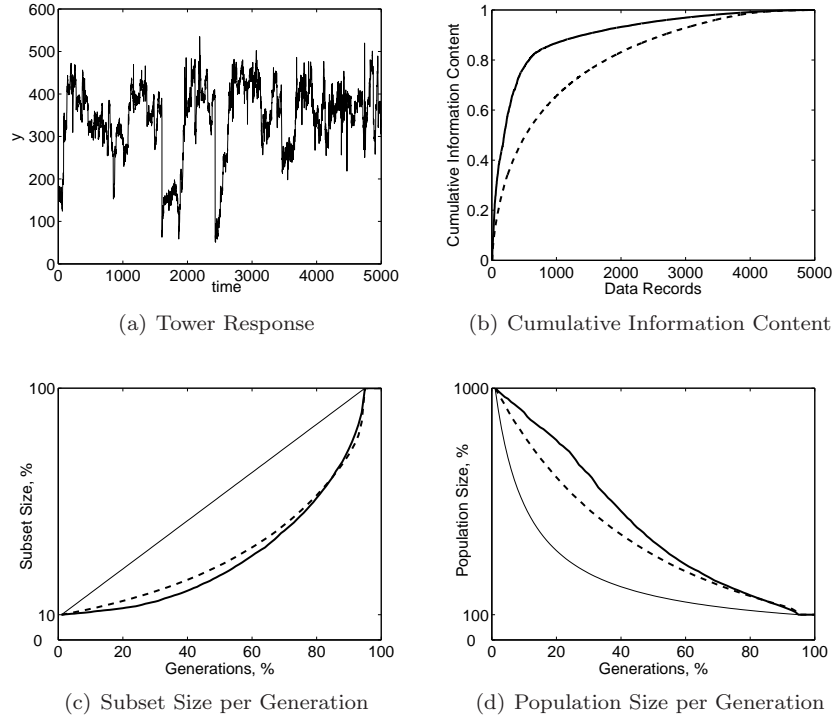 600
500
400
300
200
100
0
y
0 1000 2000 3000 4000 5000
time
(a) Tower Response
1
0.8
0.6
0.4
0.2
0
Cumulative Information Content
0 1000 2000 3000 4000 5000
Data Records
(b) Cumulative Information Content
100
10
0
Subset Size, %
0 20 40 60 80 100
Generations, %
(c) Subset Size per Generation
1000
100
0
Population Size, %
0 20 40 60 80 100
Generations, %
(d) Population Size per Generation